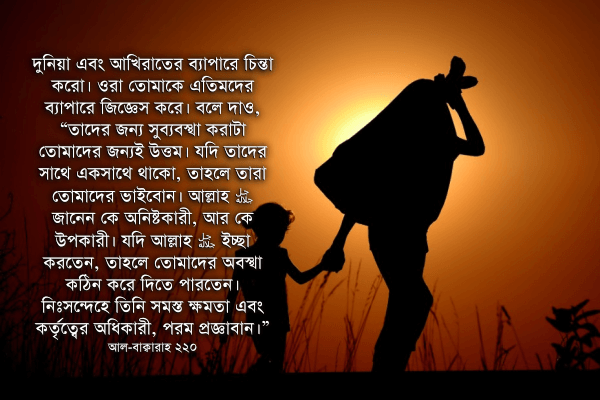 দুনিয়া এবং আখিরাতের ব্যাপারে চিন্তা
করো। ওরা তোমাকে এতিমদের
ব্যাপারে জিজ্ঞেস করে। বলে দাও,
“তাদের জন্য সুব্যবস্থা করাটা
তোমাদের জন্যই উত্তম। যদি তাদের
সাথে একসাথে থাকো, তাহলে তারা
তোমাদের ভাইবোন। আল্লাহ ﷻ
জানেন কে অনিষ্টকারী, আর কে
উপকারী। যদি আল্লাহ ﷻ ইচ্ছা
করতেন, তাহলে তোমাদের অবস্থা
কঠিন করে দিতে পারতেন।
নিঃসন্দেহে তিনি সমস্ত ক্ষমতা এবং
কর্তৃত্বের অধিকারী, পরম প্রজ্ঞাবান।”
আল-বাক্বারাহ ২২০